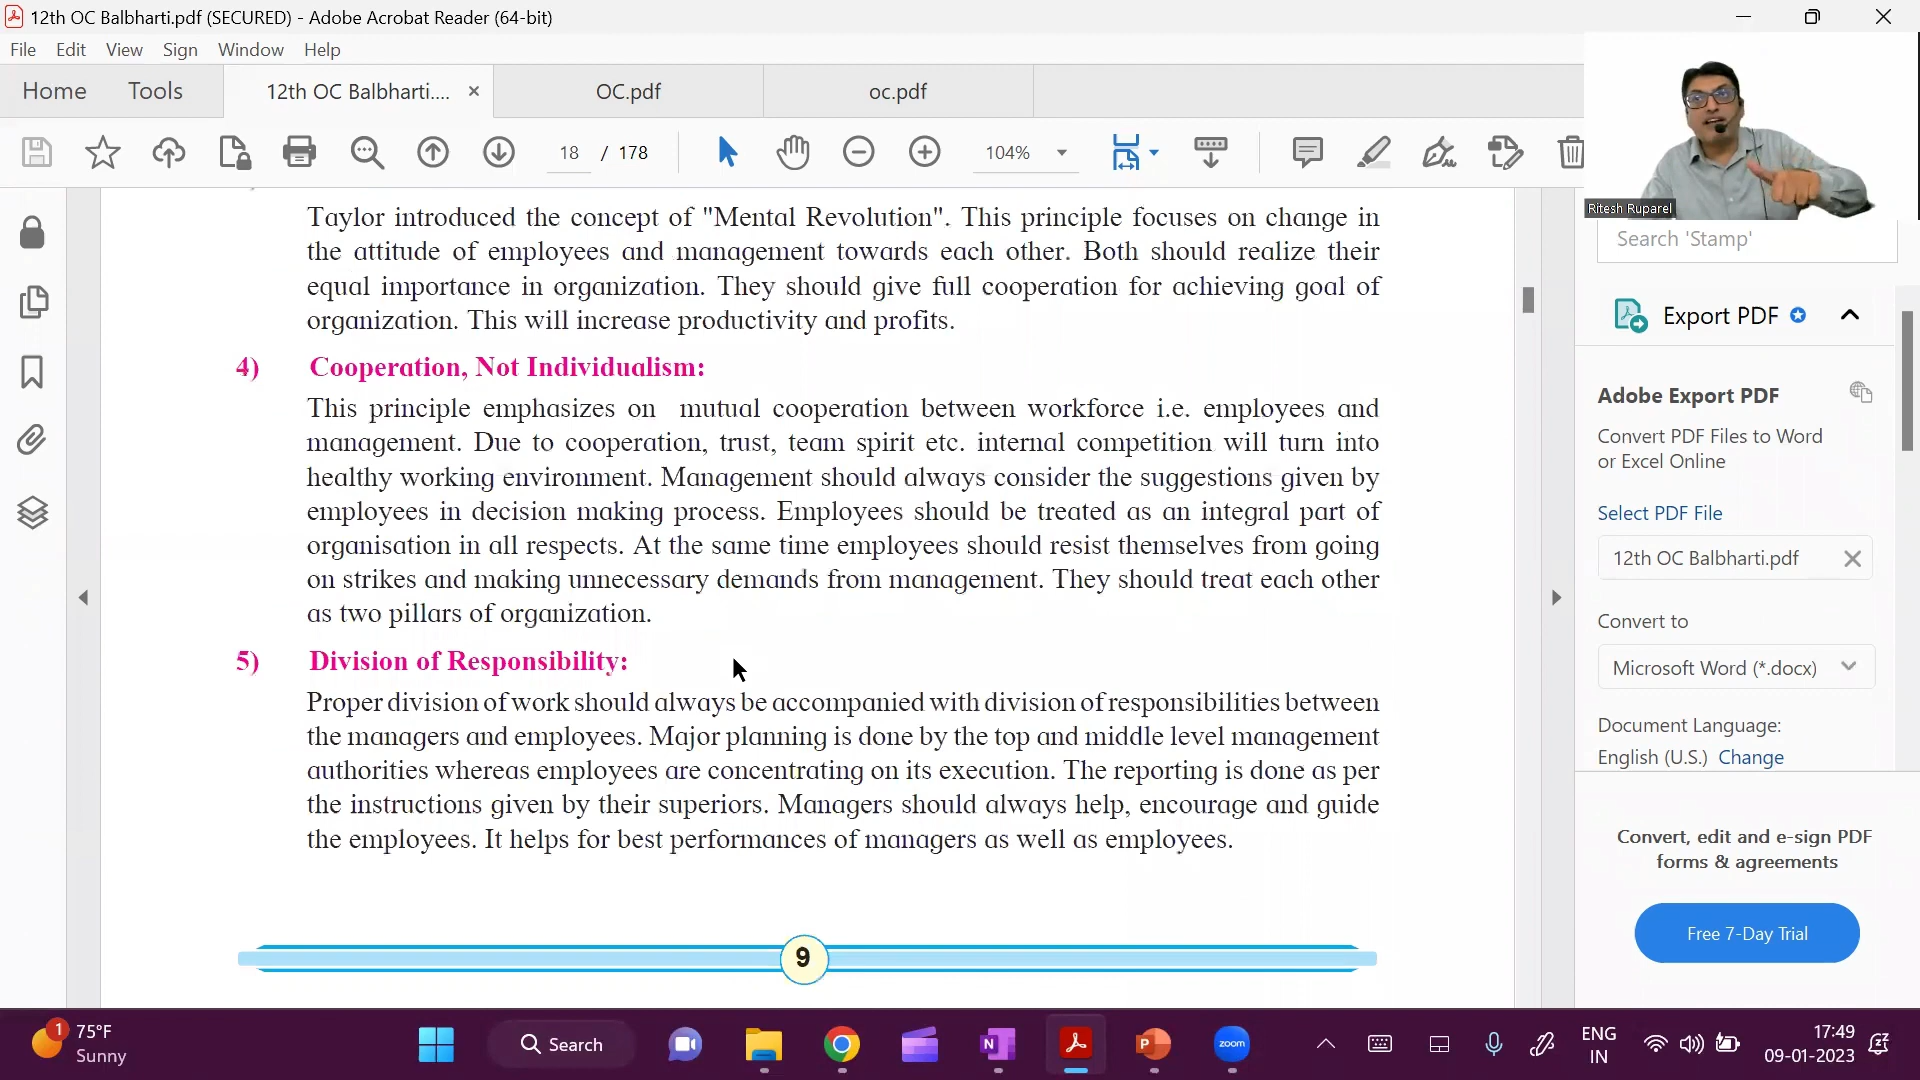 12th OC Balbharti.pdf (SECURED) - Adobe Acrobat Reader (64-bit)
File Edit View Sign Window Help
Home Tools 12th OC Balbharti.... OC.pdf oc.pdf
18 / 178 104%
Ritesh Ruparel
Taylor introduced the concept of "Mental Revolution". This principle focuses on change in
the attitude of employees and management towards each other. Both should realize their
equal importance in organization. They should give full cooperation for achieving goal of
organization. This will increase productivity and profits.
4) Cooperation, Not Individualism:
This principle emphasizes on mutual cooperation between workforce i.e. employees and
management. Due to cooperation, trust, team spirit etc. internal competition will turn into
healthy working environment. Management should always consider the suggestions given by
employees in decision making process. Employees should be treated as an integral part of
organisation in all respects. At the same time employees should resist themselves from going
on strikes and making unnecessary demands from management. They should treat each other
as two pillars of organization.
5) Division of Responsibility:
Proper division of work should always be accompanied with division of responsibilities between
the managers and employees. Major planning is done by the top and middle level management
authorities whereas employees are concentrating on its execution. The reporting is done as per
the instructions given by their superiors. Managers should always help, encourage and guide
the employees. It helps for best performances of managers as well as employees.
9
Search 'Stamp'
Export PDF
Adobe Export PDF
Convert PDF Files to Word
or Excel Online
Select PDF File
12th OC Balbharti.pdf
Convert to
Microsoft Word (*.docx)
Document Language:
English (U.S.) Change
Convert, edit and e-sign PDF
forms & agreements
Free 7-Day Trial
1
75°F
Sunny
Search
N
P
zoom
ENG
IN
17:49
09-01-2023